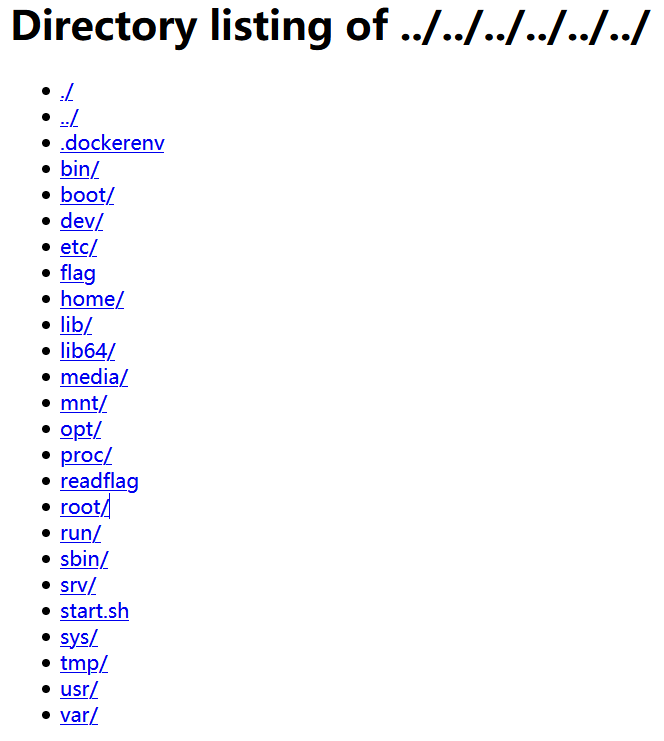 Directory listing of ../../../../../../
./
../
.dockerenv
bin/
boot/
dev/
etc/
flag
home/
lib/
lib64/
media/
mnt/
opt/
proc/
readflag
root/
run/
sbin/
srv/
start.sh
sys/
tmp/
usr/
var/